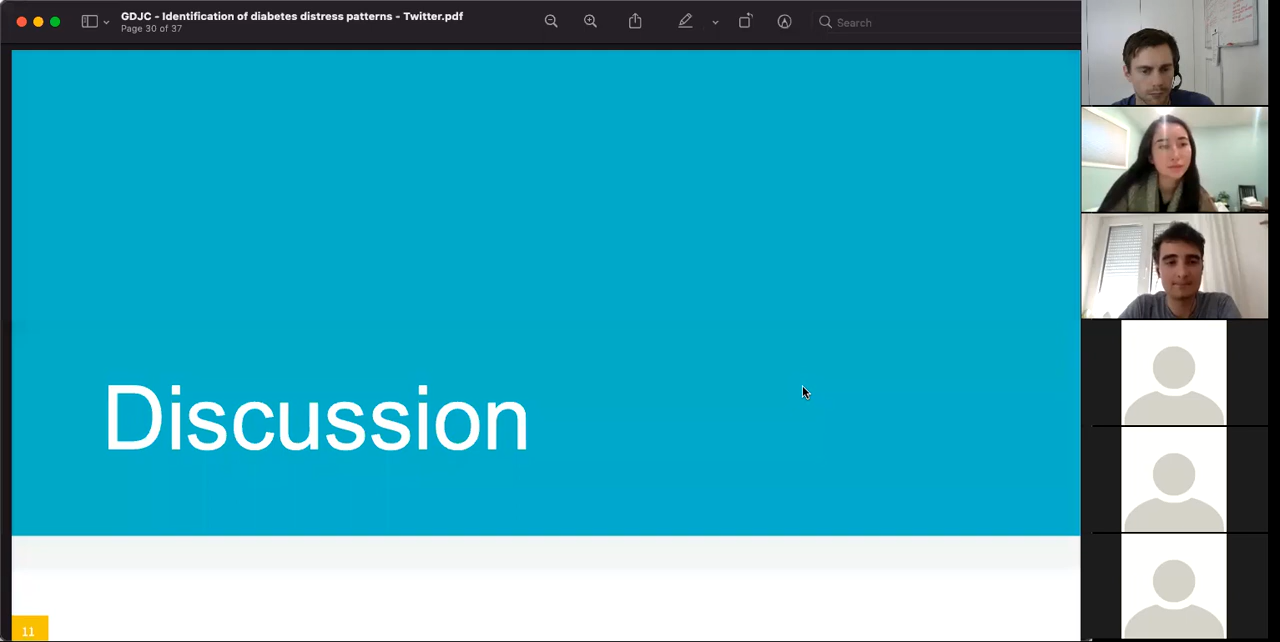 GDJC - Identification of diabetes distress patterns - Twitter.pdf
Page 30 of 37
Search
Discussion
11